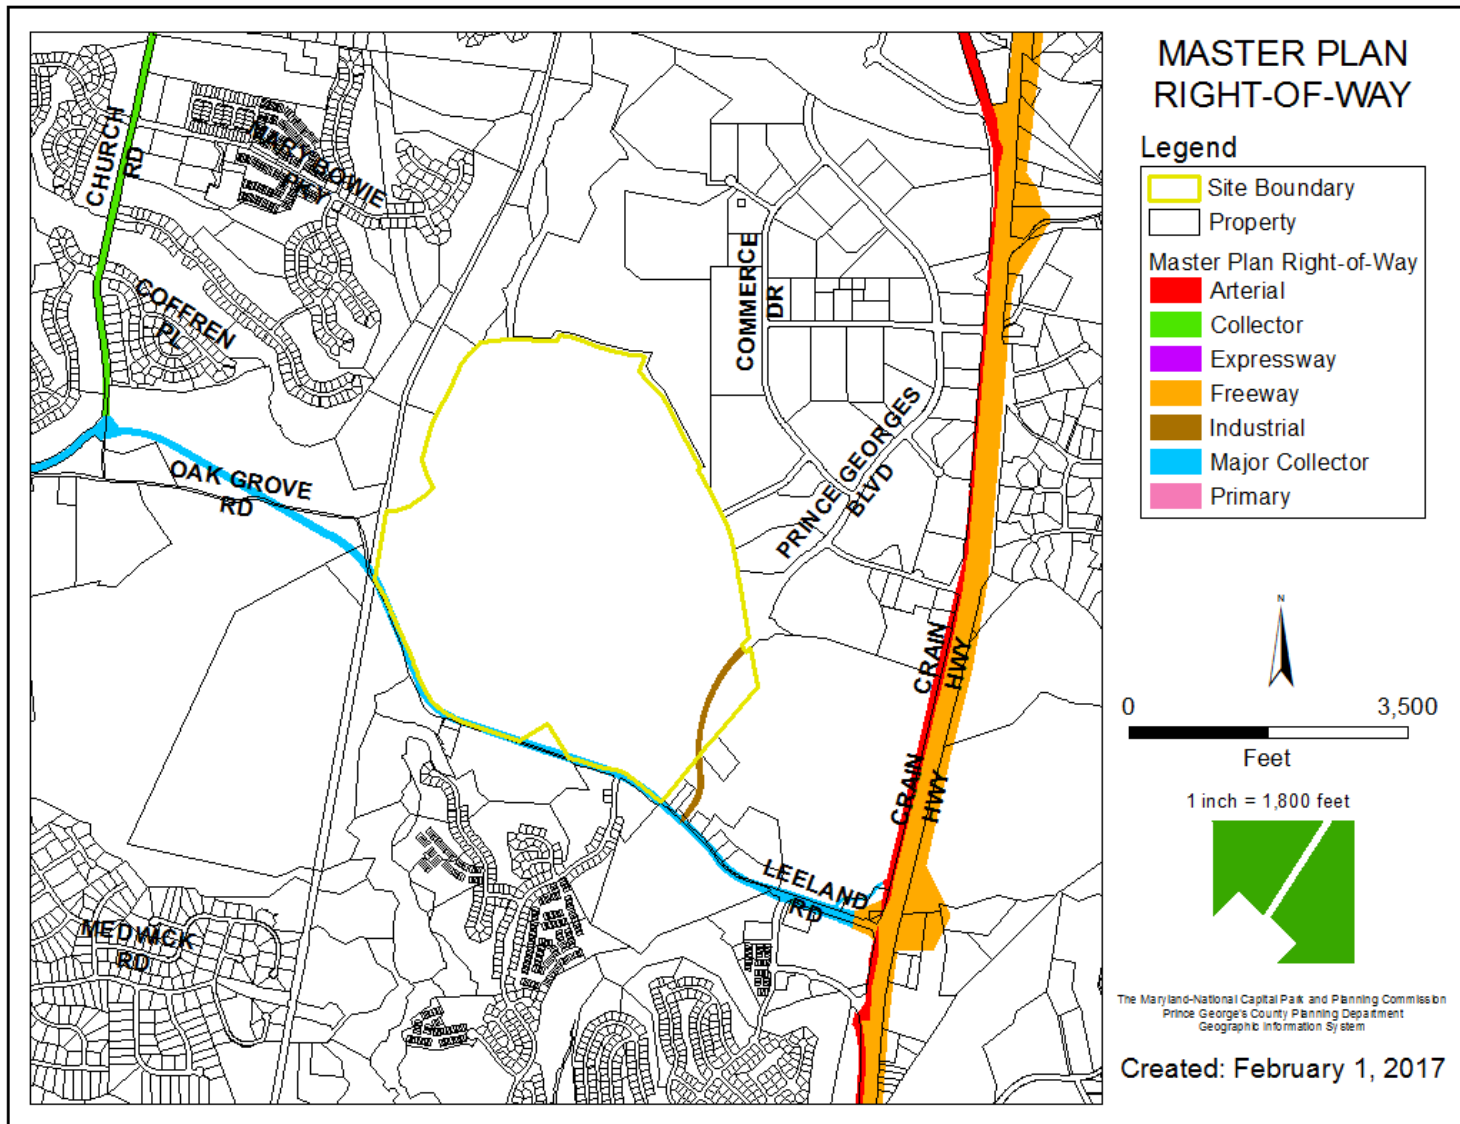 MASTER PLAN
RIGHT-OF-WAY
Legend
Site Boundary
Property
Master Plan Right-of-Way
Arterial
Collector
Expressway
Freeway
Industrial
Major Collector
Primary
N
0 3,500
Feet
1 inch = 1,800 feet
The Maryland-National Capital Park and Planning Commission
Prince George's County Planning Department
Geographic Information System
Created: February 1, 2017
CHURCH
RD
MARY BOWIE
PKY
COFFREN
PL
COMMERCE
DR
PRINCE GEORGES
BLVD
OAK GROVE
RD
CRAIN
HWY
CRAIN
HWY
LEELAND
RD
MEDWICK
RD